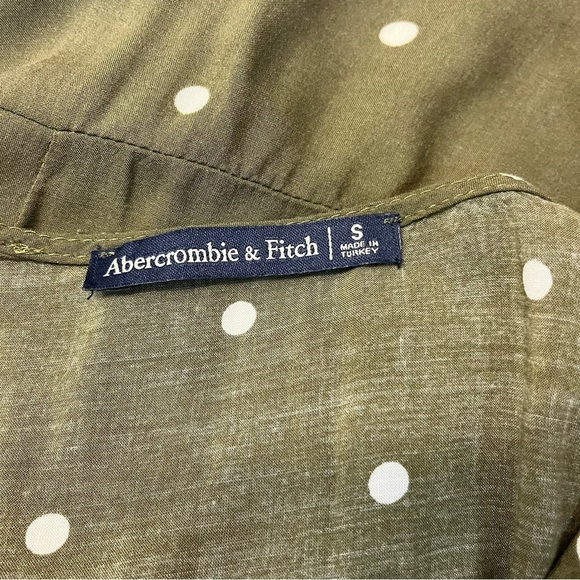 Abercrombie & Fitch
S
MADE IN
TURKEY